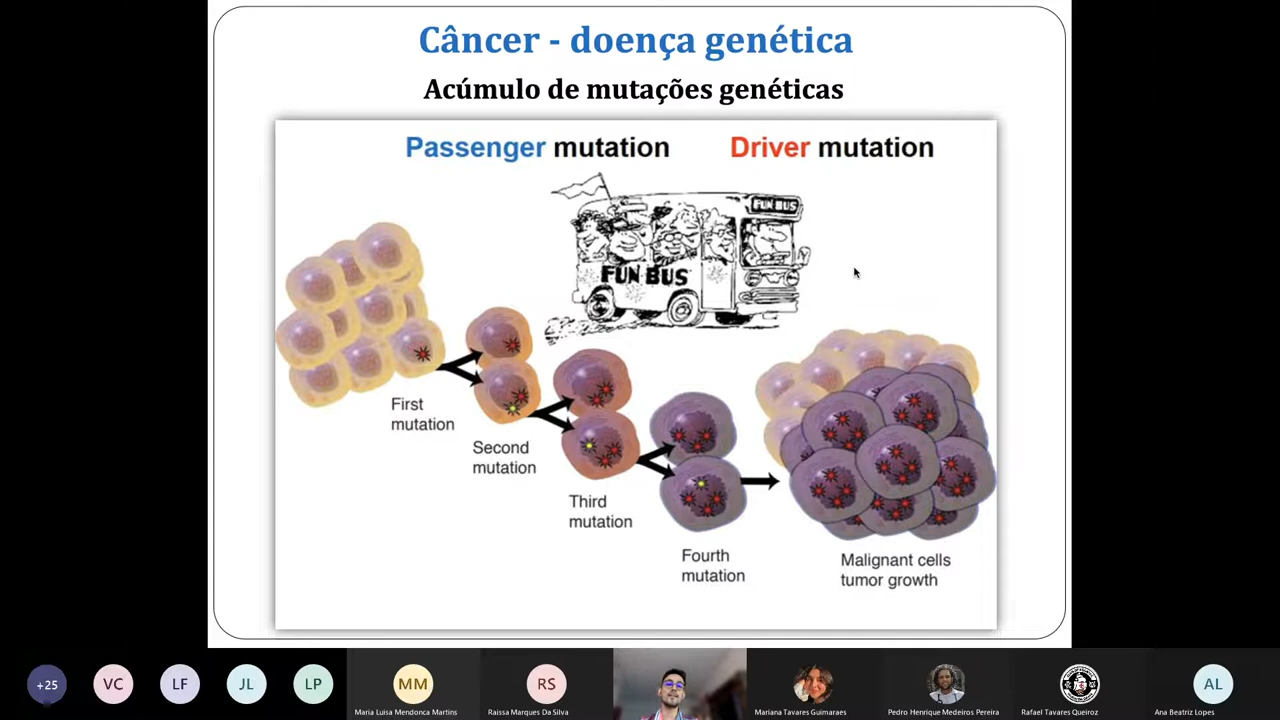 Câncer - doença genética
Acúmulo de mutações genéticas
Passenger mutation
Driver mutation
FUN BUS
FUN BUS
First
mutation
Second
mutation
Third
mutation
Fourth
mutation
Malignant cells
tumor growth
+25
VC
LF
JL
LP
MM
Maria Luisa Mendonca Martins
RS
Raissa Marques Da Silva
Mariana Tavares Guimaraes
Pedro Henrique Medeiros Pereira
Rafael Tavares Queiroz
AL
Ana Beatriz Lopes